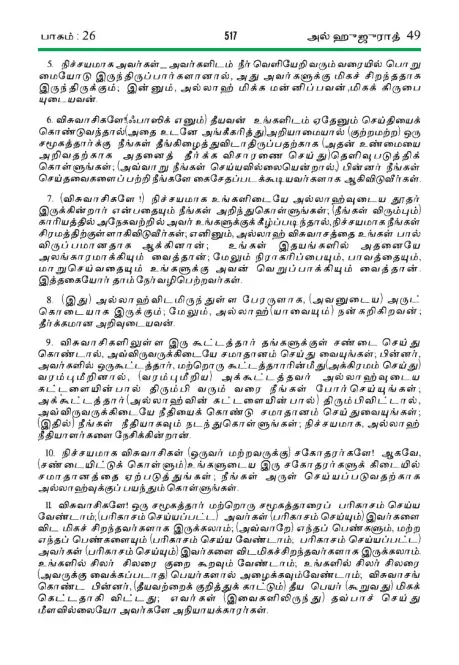 பாகம் : 26 517 அல் ஹுஜுராத் 49
5. நிச்சயமாக அவர்கள்_ அவர்களிடம் நீர் வெளியேறி வரும் வரையில் பொறு
மையோடு இருந்திருப்பார்களானால், அது அவர்களுக்கு மிகச் சிறந்ததாக
இருந்திருக்கும்; இன்னும், அல்லாஹ் மிக்க மன்னிப்பவன்,மிகக் கிருபை
யுடையவன்.
6. விசுவாசிகளே!(ஃபாஸிக் எனும்) தீயவன் உங்களிடம் ஏதேனும் செய்தியைக்
கொண்டுவந்தால்(அதை உடனே அங்கீகரித்து)அறியாமையால் (குற்றமற்ற) ஒரு
சமூகத்தார்க்கு நீங்கள் தீங்கிழைத்துவிடாதிருப்பதற்காக (அதன் உண்மையை
அறிவதற்காக அதனைத் தீர்க்க விசாரணை செய்து)தெளிவுபடுத்திக்
கொள்ளுங்கள்; (அவ்வாறு நீங்கள் செய்யவில்லையென்றால்,) பின்னர் நீங்கள்
செய்தவைகளைப்பற்றி நீங்களே கைசேதப்படக்கூடியவர்களாக ஆகிவிடுவீர்கள்.
7. (விசுவாசிகளே !) நிச்சயமாக உங்களிடையே அல்லாஹ்வுடைய தூதர்
இருக்கின்றார் என்பதையும் நீங்கள் அறிந்துகொள்ளுங்கள்; (நீங்கள் விரும்பும்)
காரியத்தில் அநேகவற்றில் அவர் உங்களுக்குக் கீழ்ப்படிந்தால்,நிச்சயமாக நீங்கள்
சிரமத்திற்குள்ளாகிவிடுவீர்கள்; எனினும், அல்லாஹ் விசுவாசத்தை உங்கள் பால்
விருப்பமானதாக ஆக்கினான்; உங்கள் இதயங்களில் அதனையே
அலங்காரமாக்கியும் வைத்தான்; மேலும் நிராகரிப்பையும், பாவத்தையும்,
மாறுசெய்வதையும் உங்களுக்கு அவன் வெறுப்பாக்கியும் வைத்தான்.
இத்தகையோர் தாம் நேர்வழிபெற்றவர்கள்.
8. (இது) அல்லாஹ்விடமிருந்துள்ள பேரருளாக, (அவனுடைய) அருட்
கொடையாக இருக்கும்; மேலும், அல்லாஹ்(யாவையும்) நன்கறிகிறவன்;
தீர்க்கமான அறிவுடையவன்.
9. விசுவாசிகளிலுள்ள இரு கூட்டத்தார் தங்களுக்குள் சண்டை செய்து
கொண்டால், அவ்விருவருக்கிடையே சமாதானம் செய்து வையுங்கள்; பின்னர்,
அவர்களில் ஒருகூட்டத்தார், மற்றொரு கூட்டத்தாரின்மீது(அக்கிரமம் செய்து)
வரம்புமீறினால், (வரம்புமீறிய) அக்கூட்டத்தவர் அல்லாஹ்வுடைய
கட்டளையின்பால் திரும்பி வரும் வரை நீங்கள் போர்செய்யுங்கள்;
அக்கூட்டத்தார் (அல்லாஹ்வின் கட்டளையின் பால்) திரும்பிவிட்டால்,
அவ்விருவருக்கிடையே நீதியைக் கொண்டு சமாதானம் செய்துவையுங்கள்;
(இதில்) நீங்கள் நீதியாகவும் நடந்துகொள்ளுங்கள்; நிச்சயமாக, அல்லாஹ்
நீதியாளர்களை நேசிக்கின்றான்.
10. நிச்சயமாக விசுவாசிகள் (ஒருவர் மற்றவருக்கு) சகோதரர்களே! ஆகவே,
(சண்டையிட்டுக் கொள்ளும்)உங்களுடைய இரு சகோதரர்களுக் கிடையில்
சமாதானத்தை ஏற்படுத்துங்கள்; நீங்கள் அருள் செய்யப்படுவதற்காக
அல்லாஹ்வுக்குப் பயந்தும் கொள்ளுங்கள்.
11. விசுவாசிகளே! ஒரு சமூகத்தார் மற்றொரு சமூகத்தாரைப் பரிகாசம் செய்ய
வேண்டாம்;(பரிகாசம் செய்யப்பட்ட) அவர்கள் (பரிகாசம் செய்யும்) இவர்களை
விட மிகச் சிறந்தவர்களாக இருக்கலாம்; (அவ்வாறே) எந்தப் பெண்களும், மற்ற
எந்தப் பெண்களையும் (பரிகாசம் செய்ய வேண்டாம், பரிகாசம் செய்யப்பட்ட)
அவர்கள் (பரிகாசம் செய்யும்) இவர்களை விடமிகச்சிறந்தவர்களாக இருக்கலாம்.
உங்களில் சிலர் சிலரை குறை கூறவும் வேண்டாம்; உங்களில் சிலர் சிலரை
(அவருக்கு வைக்கப்படாத) பெயர்களால் அழைக்கவும்வேண்டாம்; விசுவாசங்
கொண்ட பின்னர், (தீயவற்றைக் குறித்துக் காட்டும்) தீய பெயர் (கூறுவது) மிகக்
கெட்டதாகி விட்டது; எவர்கள் (இவைகளிலிருந்து) தவ்பாச் செய்து
மீளவில்லையோ அவர்களே அநியாயக்காரர்கள்.